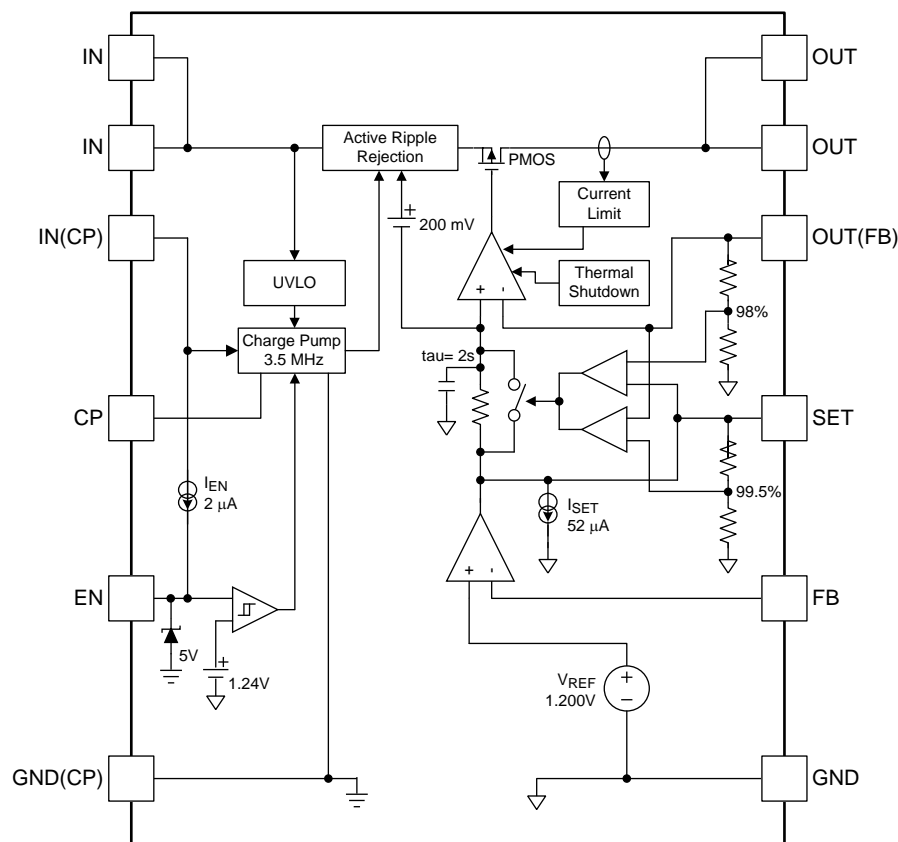 IN
OUT
IN
Active Ripple
Rejection
PMOS
OUT
IN(CP)
+
200 mV
Current
Limit
OUT(FB)
UVLO
+
-
Thermal
Shutdown
98%
Charge Pump
3.5 MHz
tau= 2s
CP
SET
IEN
2 µA
ISET
52 µA
99.5%
EN
+
-
FB
5V
+
1.24V
VREF
1.200V
+
−
GND(CP)
GND